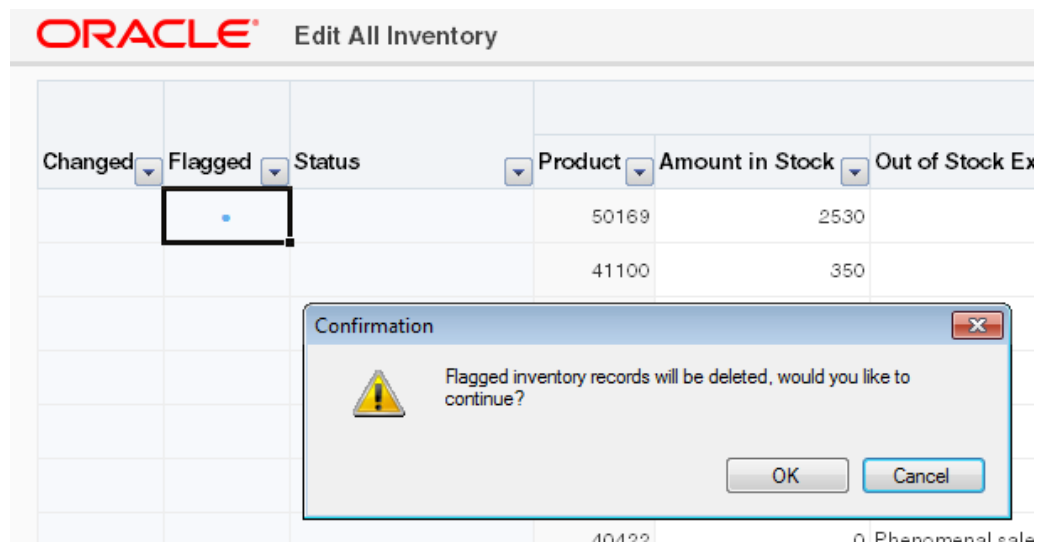 ORACLE Edit All Inventory
Changed Flagged Status Product Amount in Stock Out of Stock Ex
50169 2530
41100 350
Confirmation
Flagged inventory records will be deleted, would you like to
continue?
OK Cancel
40422 0 Phenomenal sale